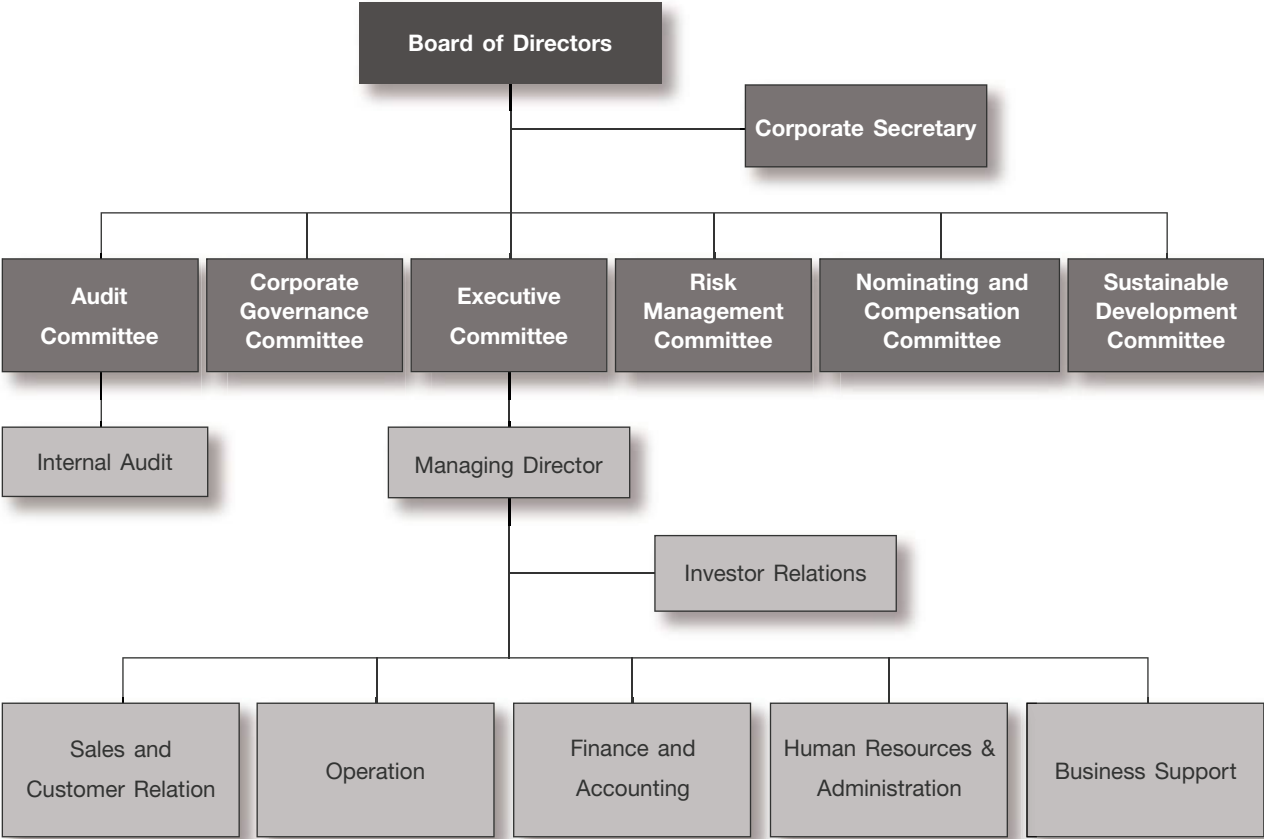 Board of Directors
Corporate Secretary
Audit
Committee
Corporate
Governance
Committee
Executive
Committee
Risk
Management
Committee
Nominating and
Compensation
Committee
Sustainable
Development
Committee
Internal Audit
Managing Director
Investor Relations
Sales and
Customer Relation
Operation
Finance and
Accounting
Human Resources &
Administration
Business Support